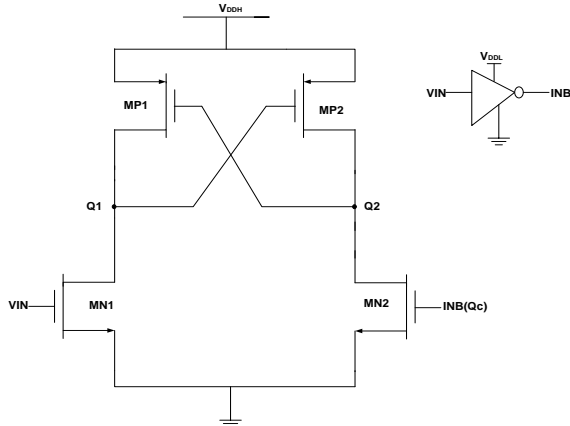 VDDH
MP1
MP2
VDDL
VIN
INB
Q1
Q2
VIN
MN1
MN2
INB(Qc)